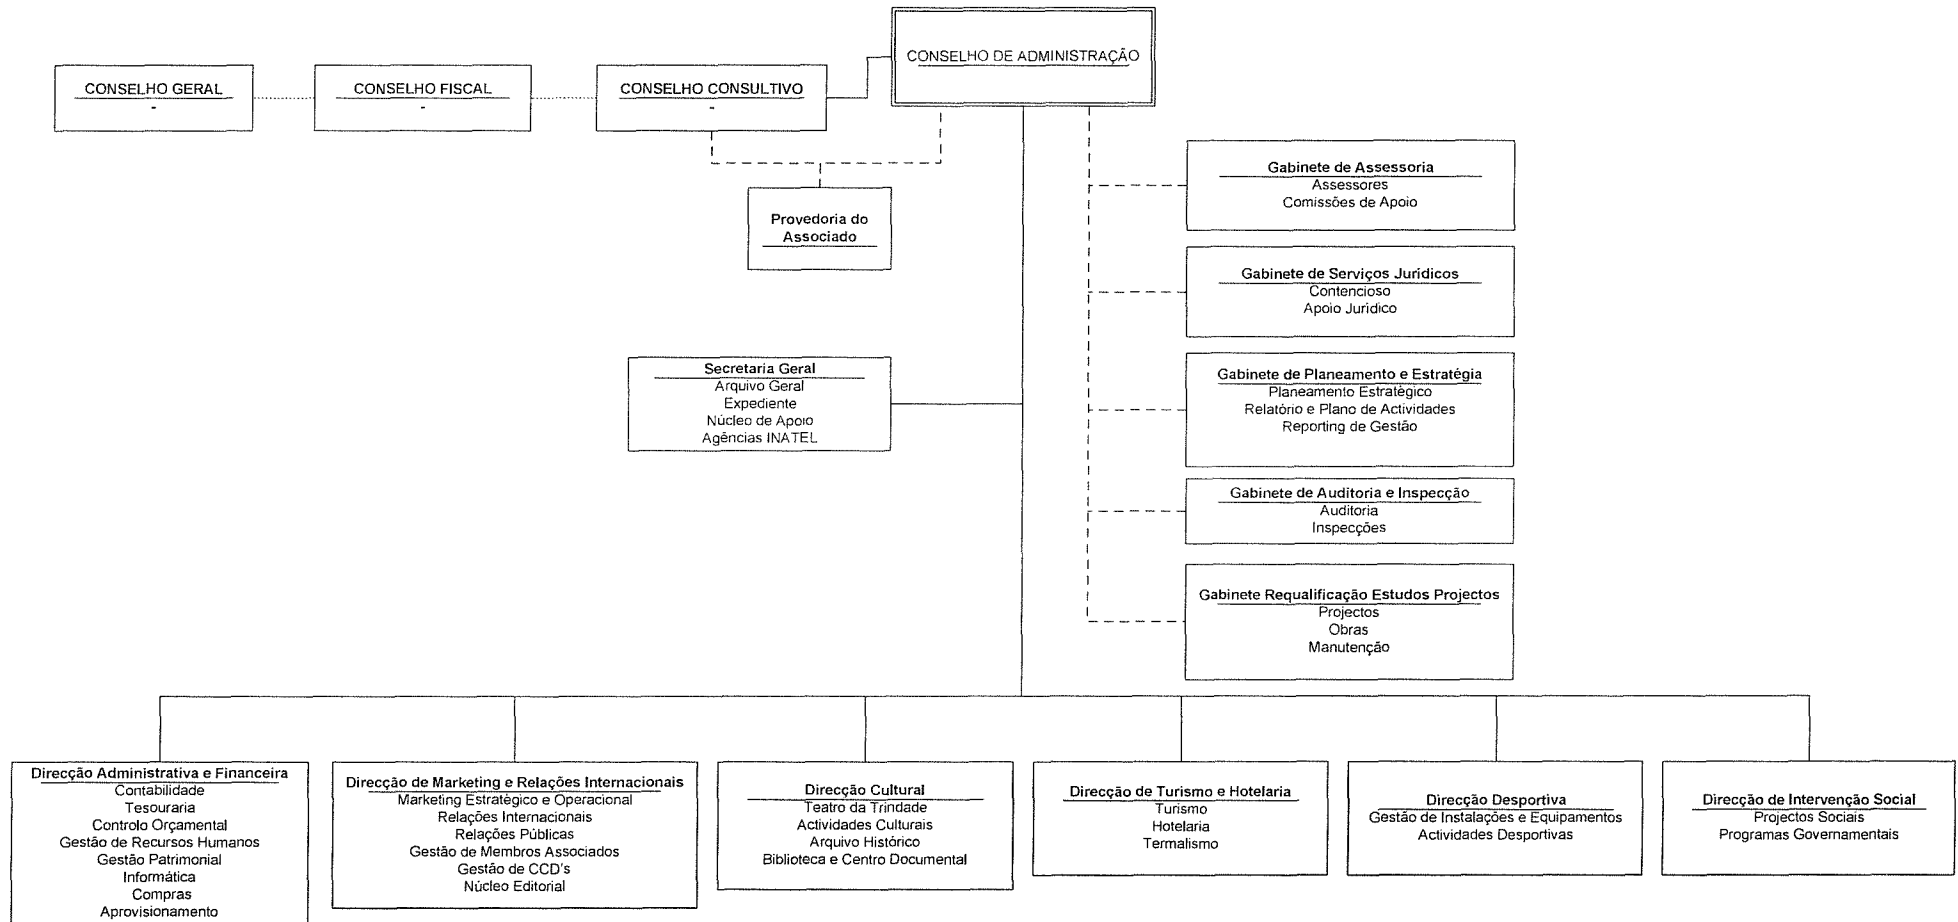 CONSELHO DE ADMINISTRAÇÃO
CONSELHO GERAL
-
CONSELHO FISCAL
-
CONSELHO CONSULTIVO
-
Provedoria do
Associado
Gabinete de Assessoria
Assessores
Comissões de Apoio
Gabinete de Serviços Jurídicos
Contencioso
Apoio Jurídico
Secretaria Geral
Arquivo Geral
Expediente
Núcleo de Apoio
Agências INATEL
Gabinete de Planeamento e Estratégia
Planeamento Estratégico
Relatório e Plano de Actividades
Reporting de Gestão
Gabinete de Auditoria e Inspecção
Auditoria
Inspecções
Gabinete Requalificação Estudos Projectos
Projectos
Obras
Manutenção
Direcção Administrativa e Financeira
Contabilidade
Tesouraria
Controlo Orçamental
Gestão de Recursos Humanos
Gestão Patrimonial
Informática
Compras
Aprovisionamento
Direcção de Marketing e Relações Internacionais
Marketing Estratégico e Operacional
Relações Internacionais
Relações Públicas
Gestão de Membros Associados
Gestão de CCD's
Núcleo Editorial
Direcção Cultural
Teatro da Trindade
Actividades Culturais
Arquivo Histórico
Biblioteca e Centro Documental
Direcção de Turismo e Hotelaria
Turismo
Hotelaria
Termalismo
Direcção Desportiva
Gestão de Instalações e Equipamentos
Actividades Desportivas
Direcção de Intervenção Social
Projectos Sociais
Programas Governamentais